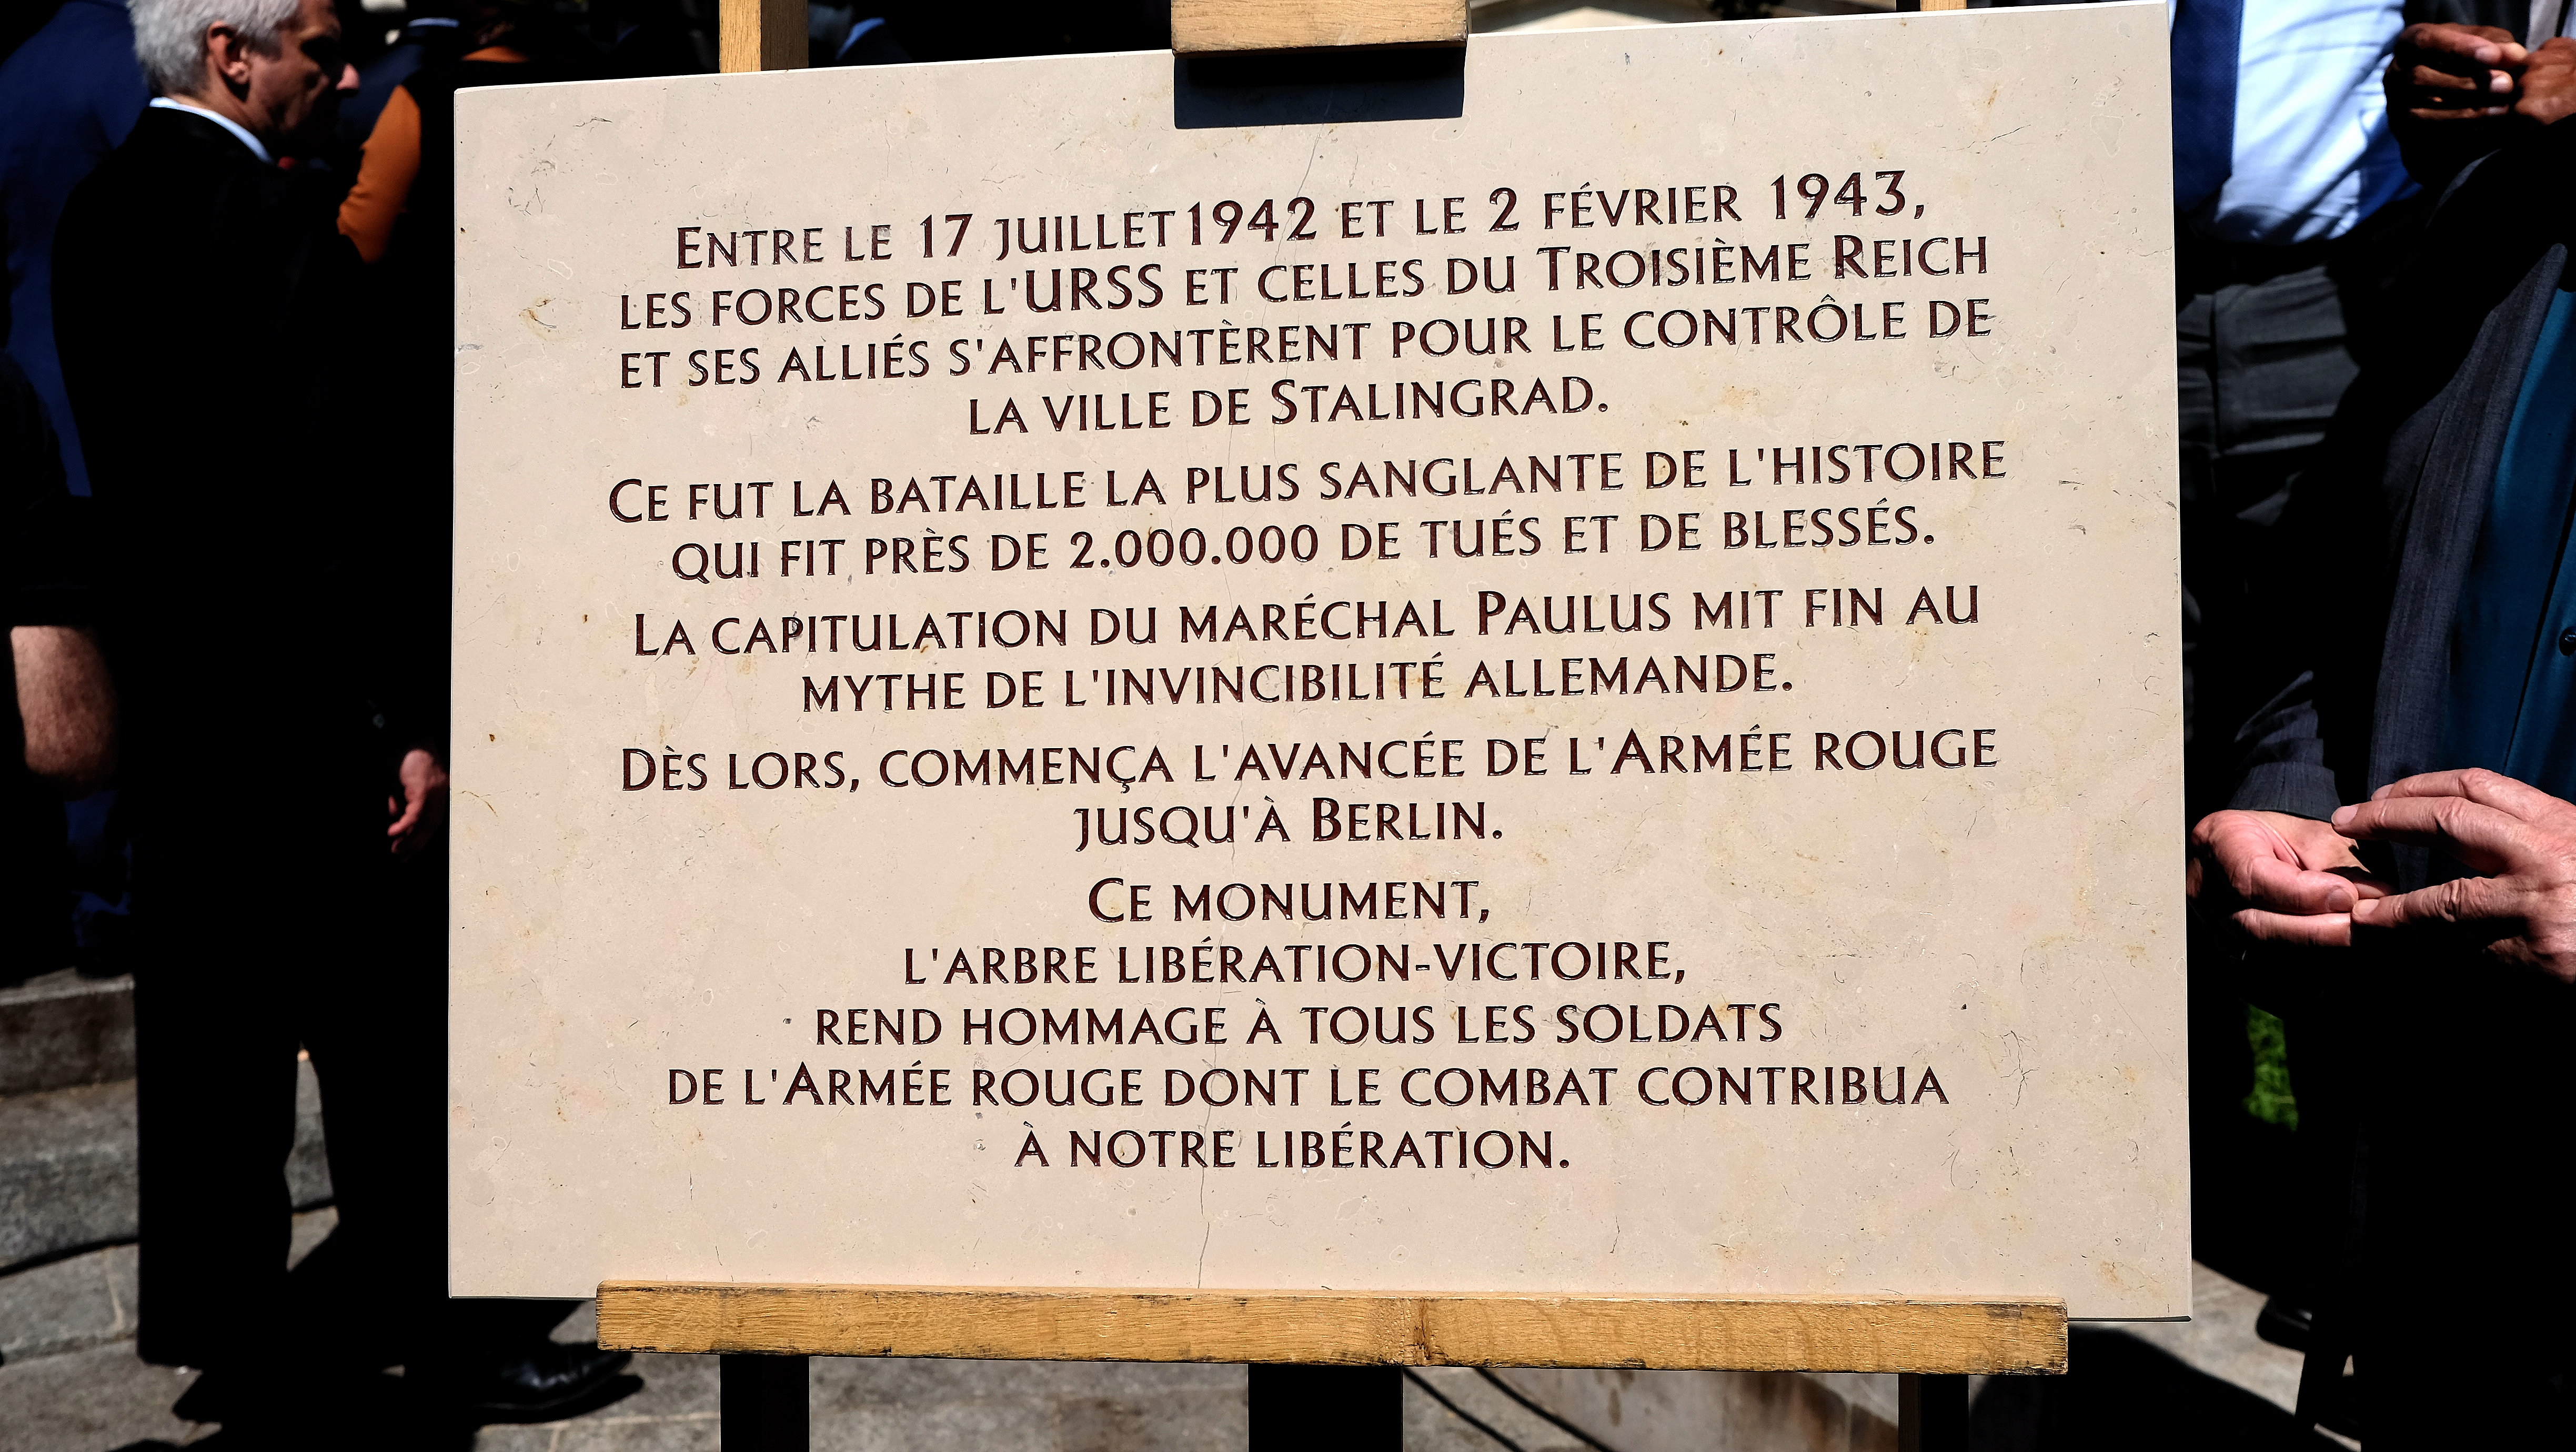 Entre le 17 juillet 1942 et le 2 février 1943,
les forces de l'URSS et celles du Troisième Reich
et ses alliés s'affrontèrent pour le contrôle de
la ville de Stalingrad.
Ce fut la bataille la plus sanglante de l'histoire
qui fit près de 2.000.000 de tués et de blessés.
La capitulation du maréchal Paulus mit fin au
mythe de l'invincibilité allemande.
Dès lors, commença l'avancée de l'Armée rouge
jusqu'à Berlin.
Ce monument,
l'arbre libération-victoire,
rend hommage à tous les soldats
de l'Armée rouge dont le combat contribua
à notre libération.